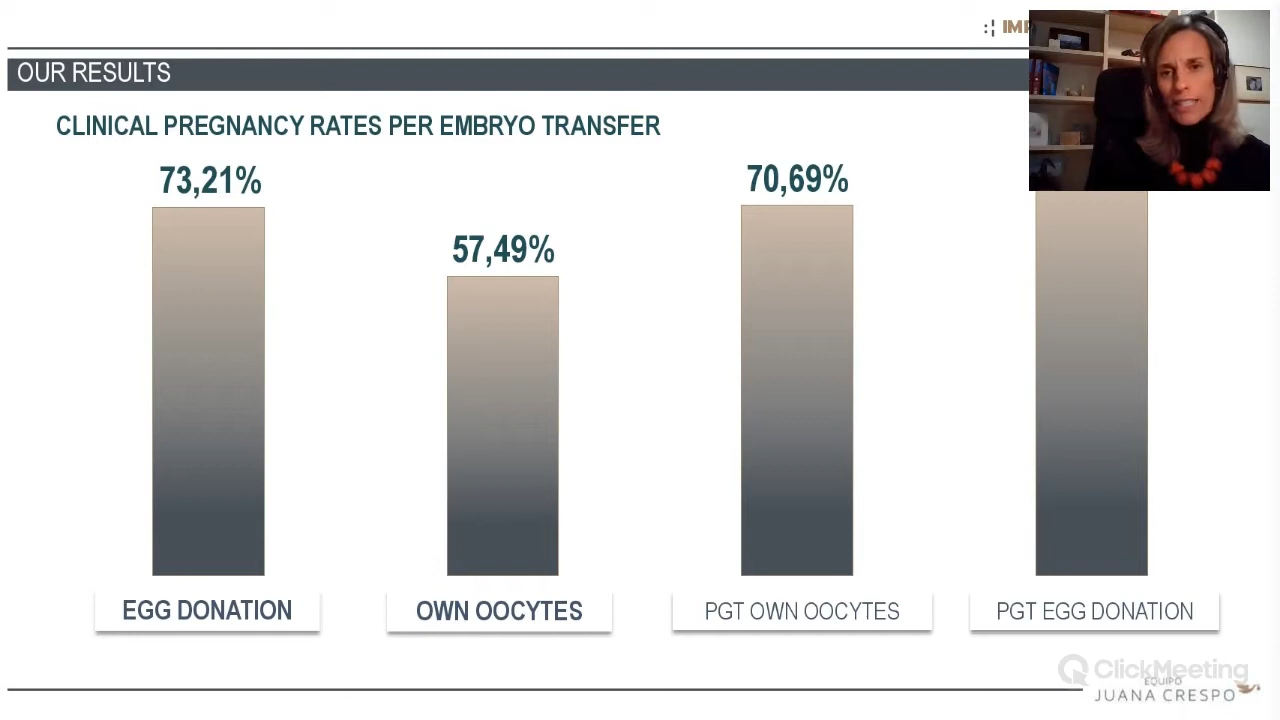 IMP
OUR RESULTS
CLINICAL PREGNANCY RATES PER EMBRYO TRANSFER
73,21%
57,49%
70,69%
EGG DONATION
OWN OOCYTES
PGT OWN OOCYTES
PGT EGG DONATION
ClickMeeting
EQUIPO
JUANA CRESPO